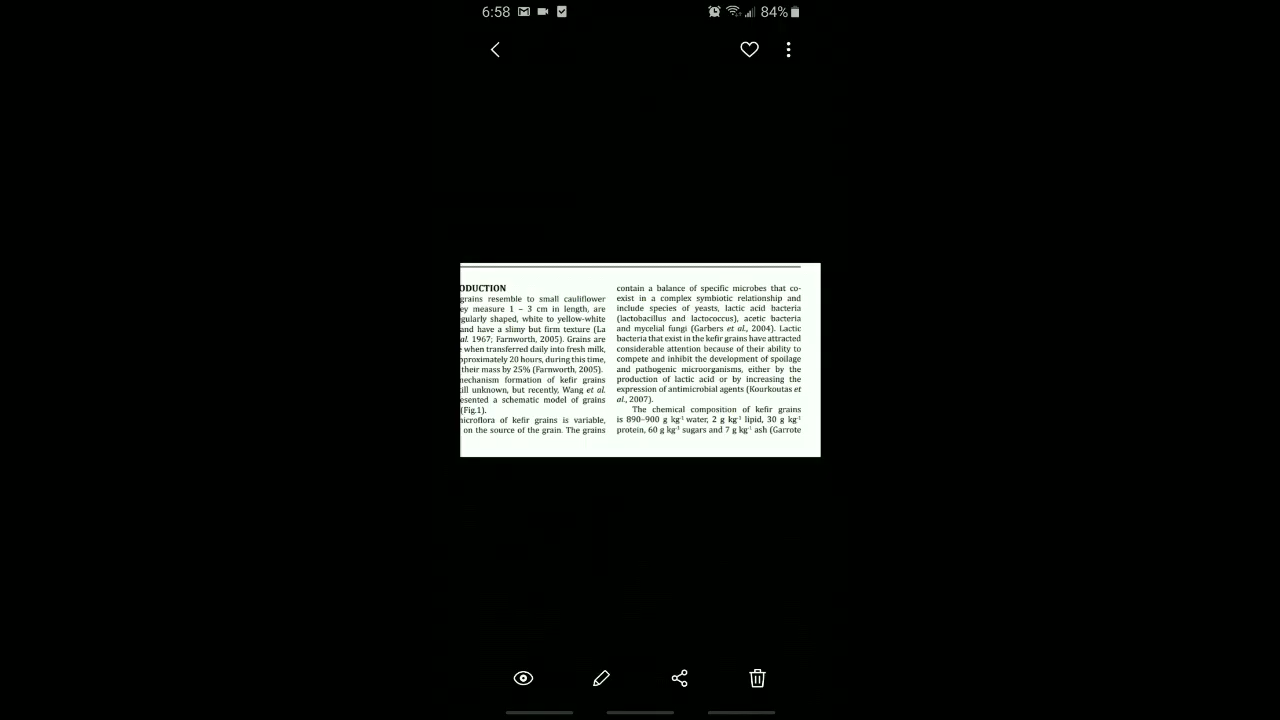 6:58
84%
ODUCTION
grains resemble to small cauliflower
ey measure 1 – 3 cm in length, are
gularly shaped, white to yellow-white
and have a slimy but firm texture (La
al. 1967; Farnworth, 2005). Grains are
when transferred daily into fresh milk,
pproximately 20 hours, during this time,
their mass by 25% (Farnworth, 2005).
mechanism formation of kefir grains
ill unknown, but recently, Wang et al.
esented a schematic model of grains
(Fig.1).
icroflora of kefir grains is variable,
on the source of the grain. The grains
contain a balance of specific microbes that co-
exist in a complex symbiotic relationship and
include species of yeasts, lactic acid bacteria
(lactobacillus and lactococcus), acetic bacteria
and mycelial fungi (Garbers et al., 2004). Lactic
bacteria that exist in the kefir grains have attracted
considerable attention because of their ability to
compete and inhibit the development of spoilage
and pathogenic microorganisms, either by the
production of lactic acid or by increasing the
expression of antimicrobial agents (Kourkoutas et
al., 2007).
The chemical composition of kefir grains
is 890–900 g kg⁻¹ water, 2 g kg⁻¹ lipid, 30 g kg⁻¹
protein, 60 g kg⁻¹ sugars and 7 g kg⁻¹ ash (Garrote